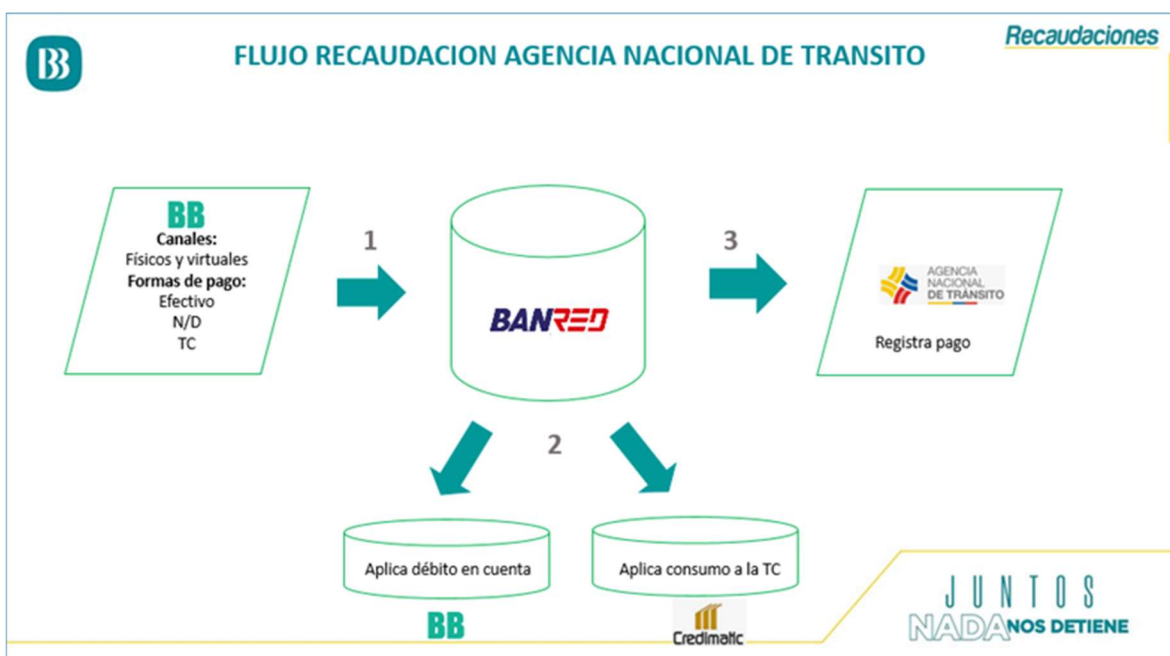 BB
FLUJO RECAUDACION AGENCIA NACIONAL DE TRANSITO
Recaudaciones
BB
Canales:
Físicos y virtuales
Formas de pago:
Efectivo
N/D
TC
1
BANRED
3
AGENCIA
NACIONAL
DE TRÁNSITO
Registra pago
2
Aplica débito en cuenta
BB
Aplica consumo a la TC
Credimatic
JUNTOS
NADA NOS DETIENE